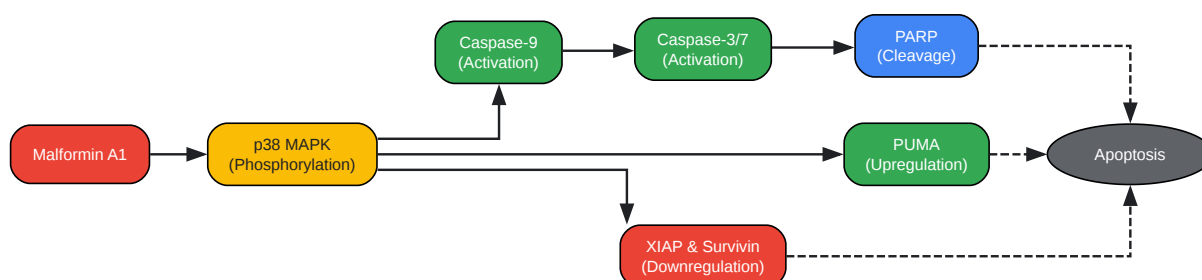 Caspase-9
(Activation)
Caspase-3/7
(Activation)
PARP
(Cleavage)
Malformin A1
p38 MAPK
(Phosphorylation)
PUMA
(Upregulation)
Apoptosis
XIAP & Survivin
(Downregulation)